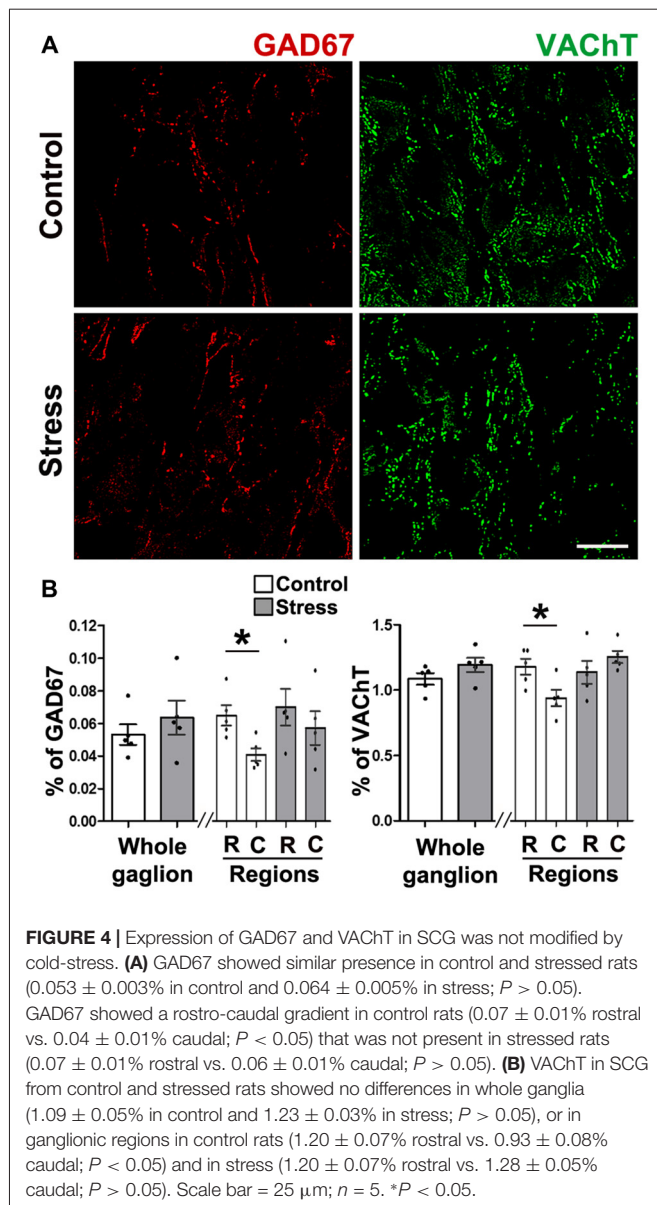 A GAD67 VAChT
Control
Stress
B Control
Stress
% of GAD67
0.12
0.10
0.08
0.06
0.04
0.02
0.00
*
Whole
gaglion
R C R C
Regions
% of VAChT
1.5
1.0
0.5
0.0
*
Whole
ganglion
R C R C
Regions
FIGURE 4 | Expression of GAD67 and VAChT in SCG was not modified by
cold-stress. (A) GAD67 showed similar presence in control and stressed rats
(0.053 ± 0.003% in control and 0.064 ± 0.005% in stress; P > 0.05).
GAD67 showed a rostro-caudal gradient in control rats (0.07 ± 0.01% rostral
vs. 0.04 ± 0.01% caudal; P < 0.05) that was not present in stressed rats
(0.07 ± 0.01% rostral vs. 0.06 ± 0.01% caudal; P > 0.05). (B) VAChT in SCG
from control and stressed rats showed no differences in whole ganglia
(1.09 ± 0.05% in control and 1.23 ± 0.03% in stress; P > 0.05), or in
ganglionic regions in control rats (1.20 ± 0.07% rostral vs. 0.93 ± 0.08%
caudal; P < 0.05) and in stress (1.20 ± 0.07% rostral vs. 1.28 ± 0.05%
caudal; P > 0.05). Scale bar = 25 μm; n = 5. *P < 0.05.